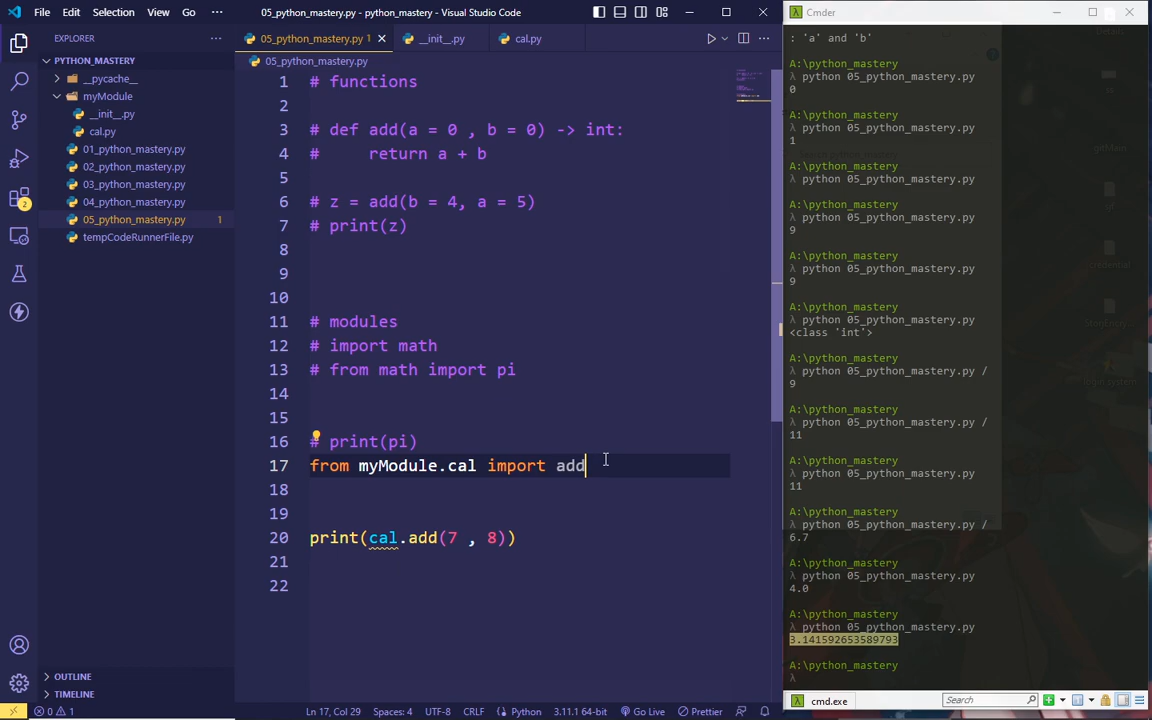 File Edit Selection View Go ··· 05_python_mastery.py - python_mastery - Visual Studio Code
EXPLORER ···
PYTHON_MASTERY
__pycache__
myModule
__init__.py
cal.py
01_python_mastery.py
02_python_mastery.py
03_python_mastery.py
04_python_mastery.py
05_python_mastery.py 1
tempCodeRunnerFile.py
OUTLINE
TIMELINE
2
05_python_mastery.py 1 __init__.py cal.py
05_python_mastery.py
1 # functions
2
3 # def add(a = 0 , b = 0) -> int:
4 #     return a + b
5
6 # z = add(b = 4, a = 5)
7 # print(z)
8
9
10
11 # modules
12 # import math
13 # from math import pi
14
15
16 # print(pi)
17 from myModule.cal import add
18
19
20 print(cal.add(7 , 8))
21
22
0 1 Ln 17, Col 29 Spaces: 4 UTF-8 CRLF Python 3.11.1 64-bit Go Live Prettier
Cmder
: 'a' and 'b'
A:\python_mastery
λ python 05_python_mastery.py
0
A:\python_mastery
λ python 05_python_mastery.py
1
A:\python_mastery
λ python 05_python_mastery.py
A:\python_mastery
λ python 05_python_mastery.py
9
A:\python_mastery
λ python 05_python_mastery.py
9
A:\python_mastery
λ python 05_python_mastery.py
<class 'int'>
A:\python_mastery
λ python 05_python_mastery.py /
9
A:\python_mastery
λ python 05_python_mastery.py /
11
A:\python_mastery
λ python 05_python_mastery.py
11
A:\python_mastery
λ python 05_python_mastery.py /
6.7
A:\python_mastery
λ python 05_python_mastery.py
4.0
A:\python_mastery
λ python 05_python_mastery.py
3.141592653589793
A:\python_mastery
λ
cmd.exe Search